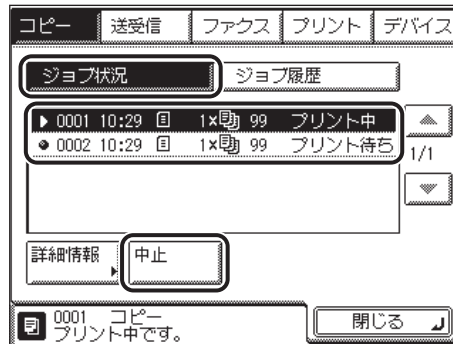 コピー 送受信 ファクス プリント デバイス
ジョブ状況 ジョブ履歴
0001 10:29 1× 99 プリント中
0002 10:29 1× 99 プリント待ち
1/1
詳細情報 中止
0001 コピー
プリント中です。
閉じる